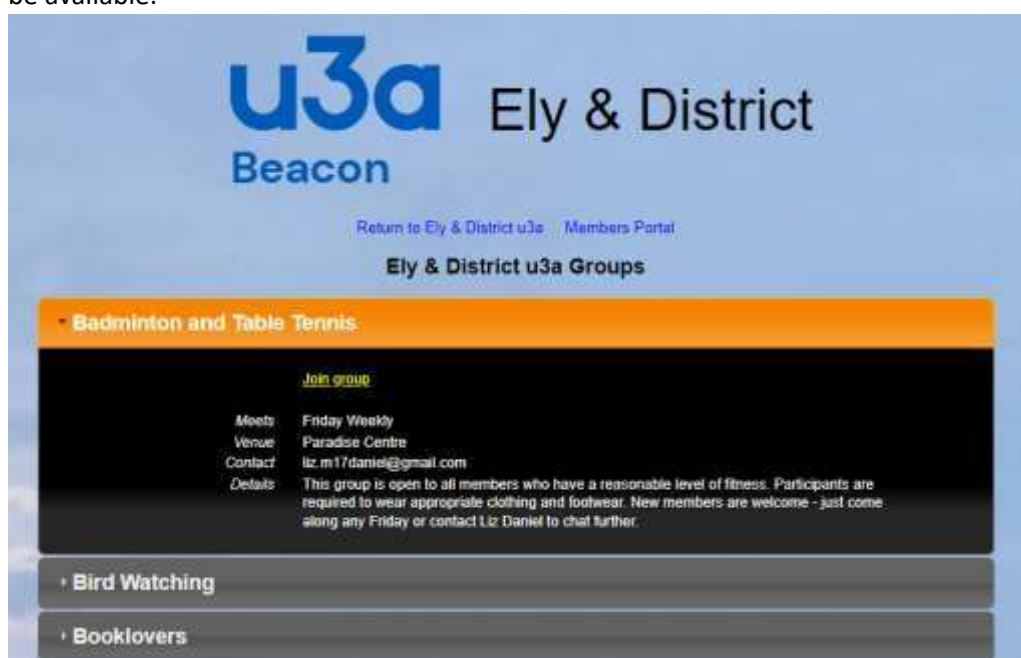 be available.
u3a Ely & District
Beacon
Return to Ely & District u3a Members Portal
Ely & District u3a Groups
Badminton and Table Tennis
Join group
Meets Friday Weekly
Venue Paradise Centre
Contact liz.m17daniel@gmail.com
Details This group is open to all members who have a reasonable level of fitness. Participants are
required to wear appropriate clothing and footwear. New members are welcome - just come
along any Friday or contact Liz Daniel to chat further.
Bird Watching
Booklovers